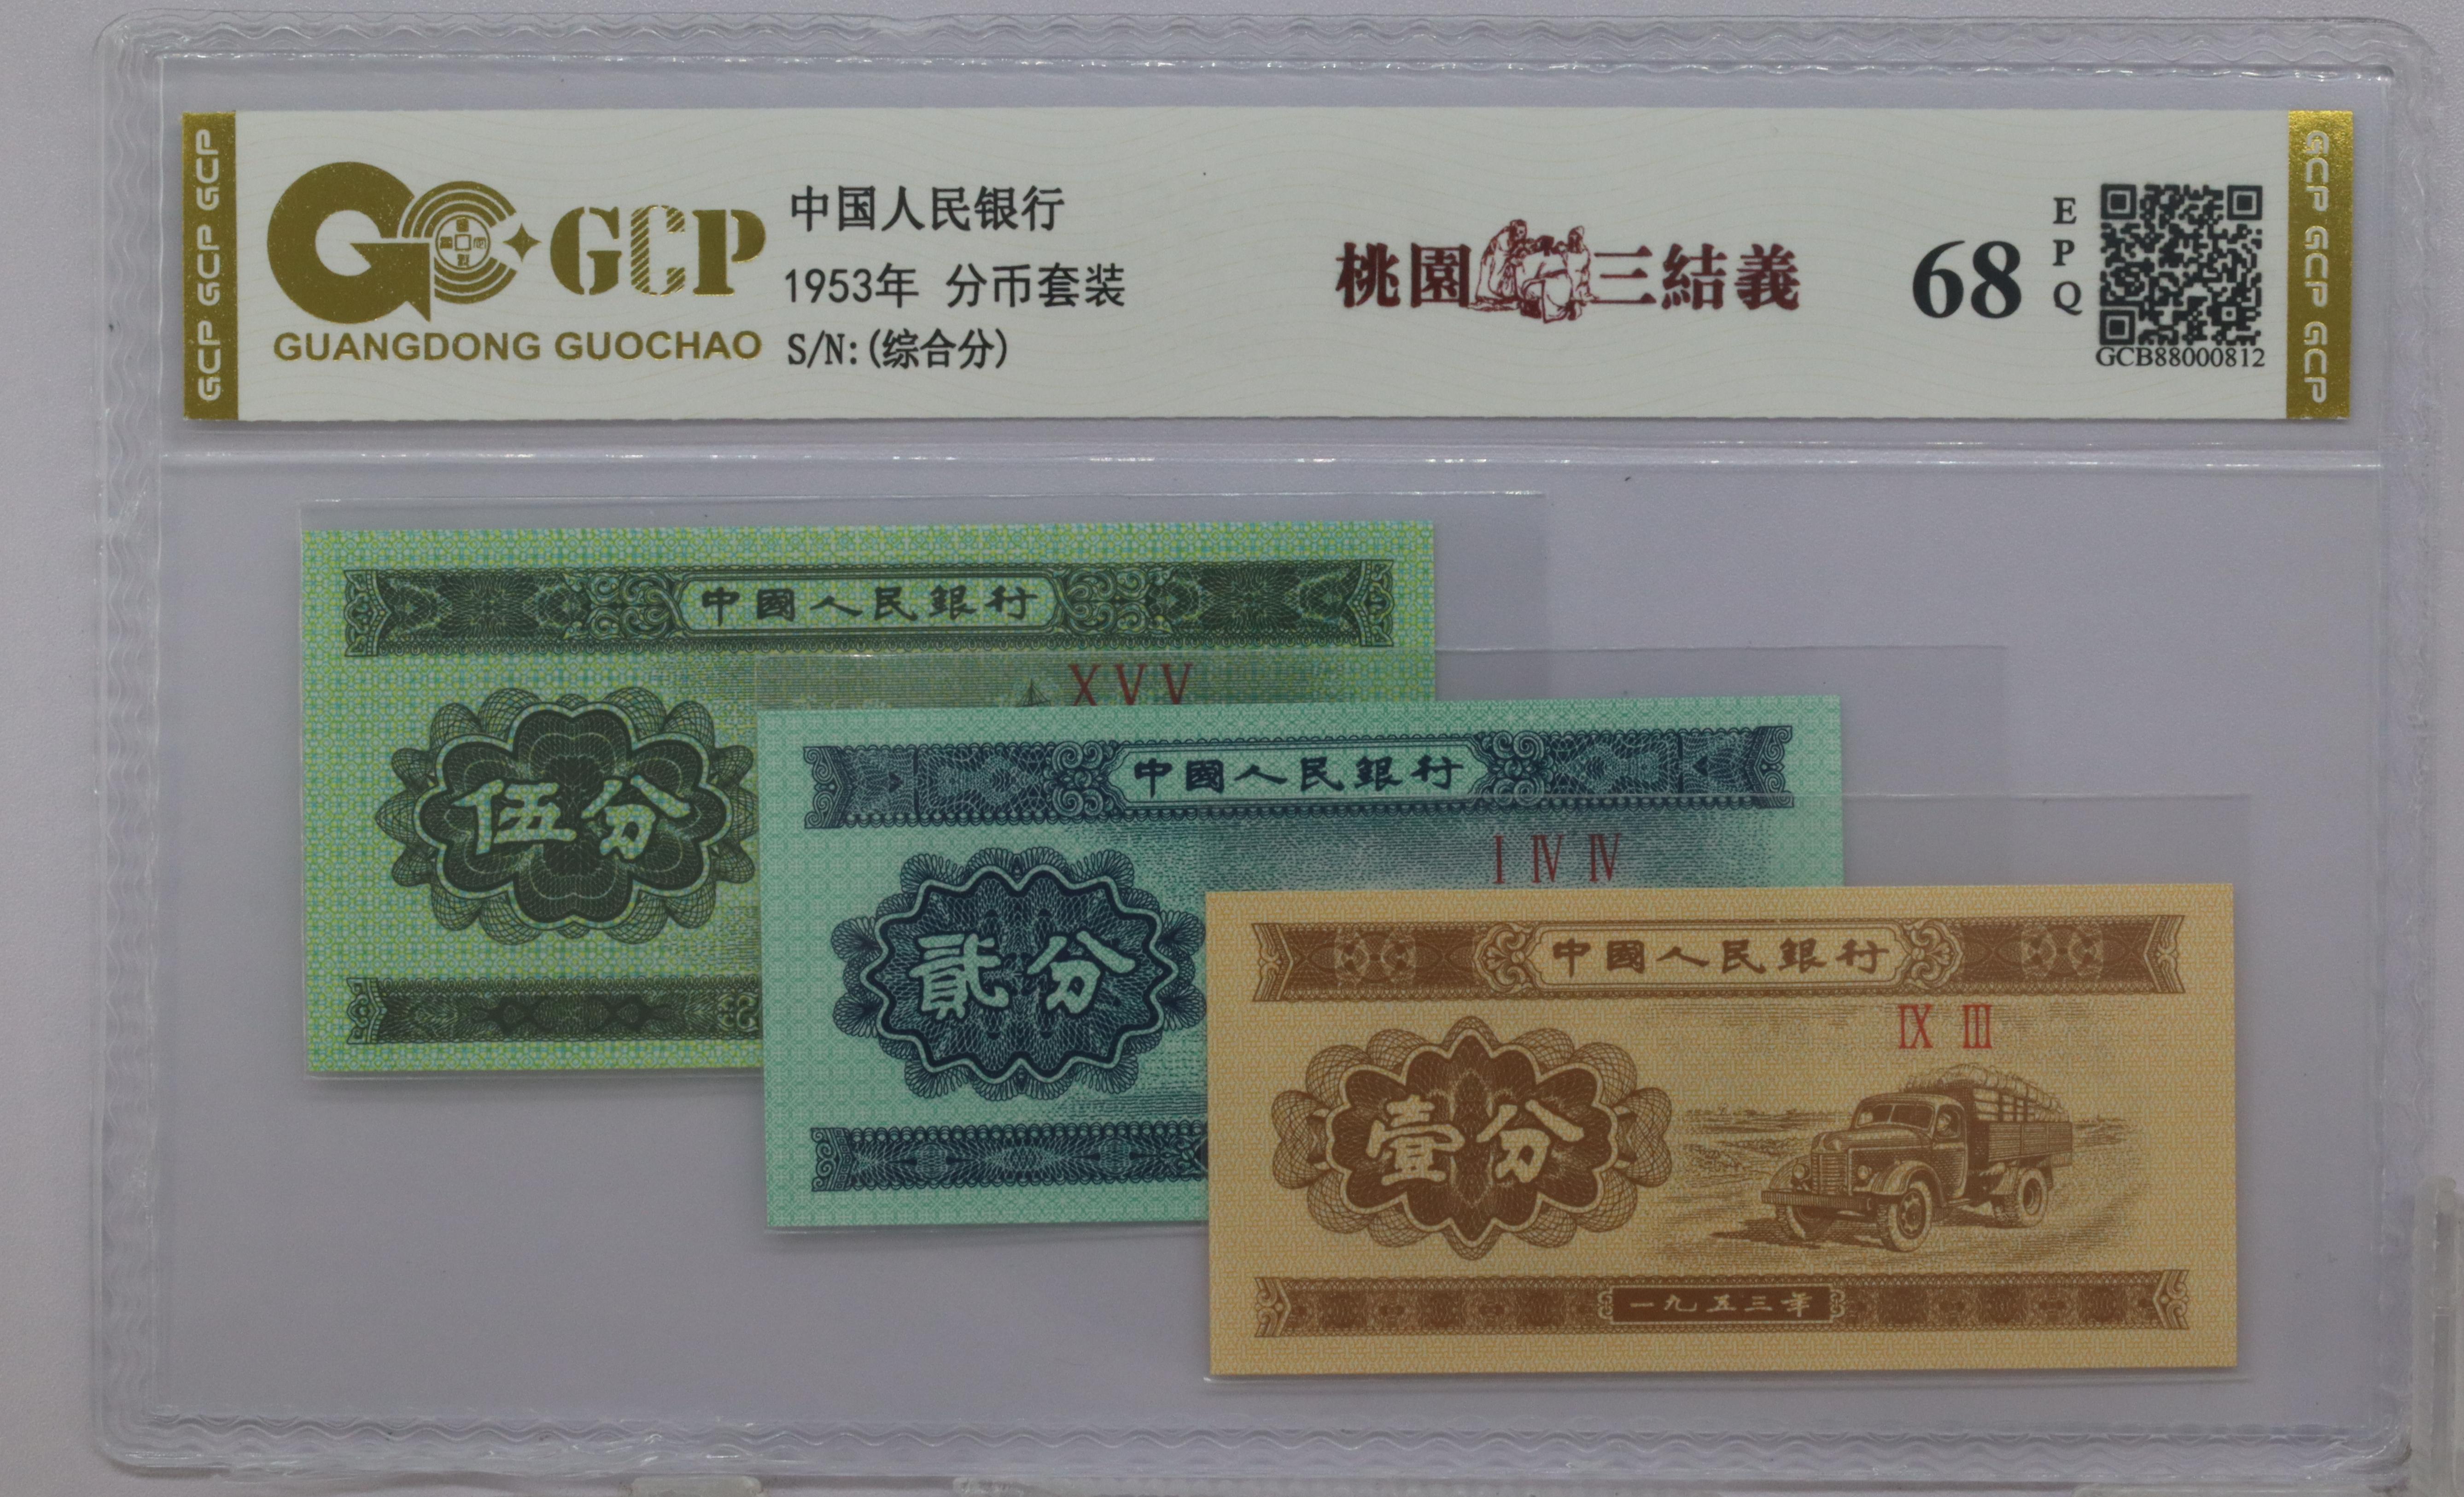 GCP GCP GCP
GCP
GUANGDONG GUOCHAO
中国人民银行
1953年 分币套装
S/N:(综合分)
桃園三結義
68
EPQ
GCB88000812
GCP GCP GCP
中國人民銀行
XVV
伍分
中國人民銀行
I IV IV
貳分
中國人民銀行
IX III
壹分
一九五三年